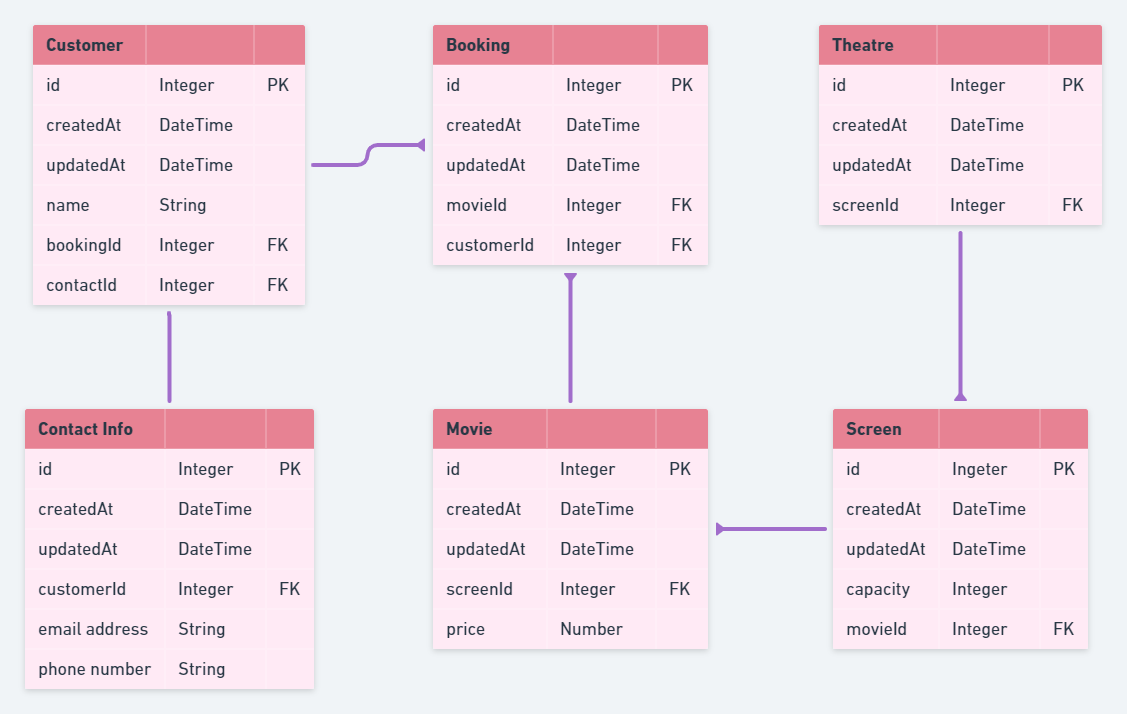 Customer
id Integer PK
createdAt DateTime
updatedAt DateTime
name String
bookingId Integer FK
contactId Integer FK
Booking
id Integer PK
createdAt DateTime
updatedAt DateTime
movieId Integer FK
customerId Integer FK
Theatre
id Integer PK
createdAt DateTime
updatedAt DateTime
screenId Integer FK
Contact Info
id Integer PK
createdAt DateTime
updatedAt DateTime
customerId Integer FK
email address String
phone number String
Movie
id Integer PK
createdAt DateTime
updatedAt DateTime
screenId Integer FK
price Number
Screen
id Ingeter PK
createdAt DateTime
updatedAt DateTime
capacity Integer
movieId Integer FK